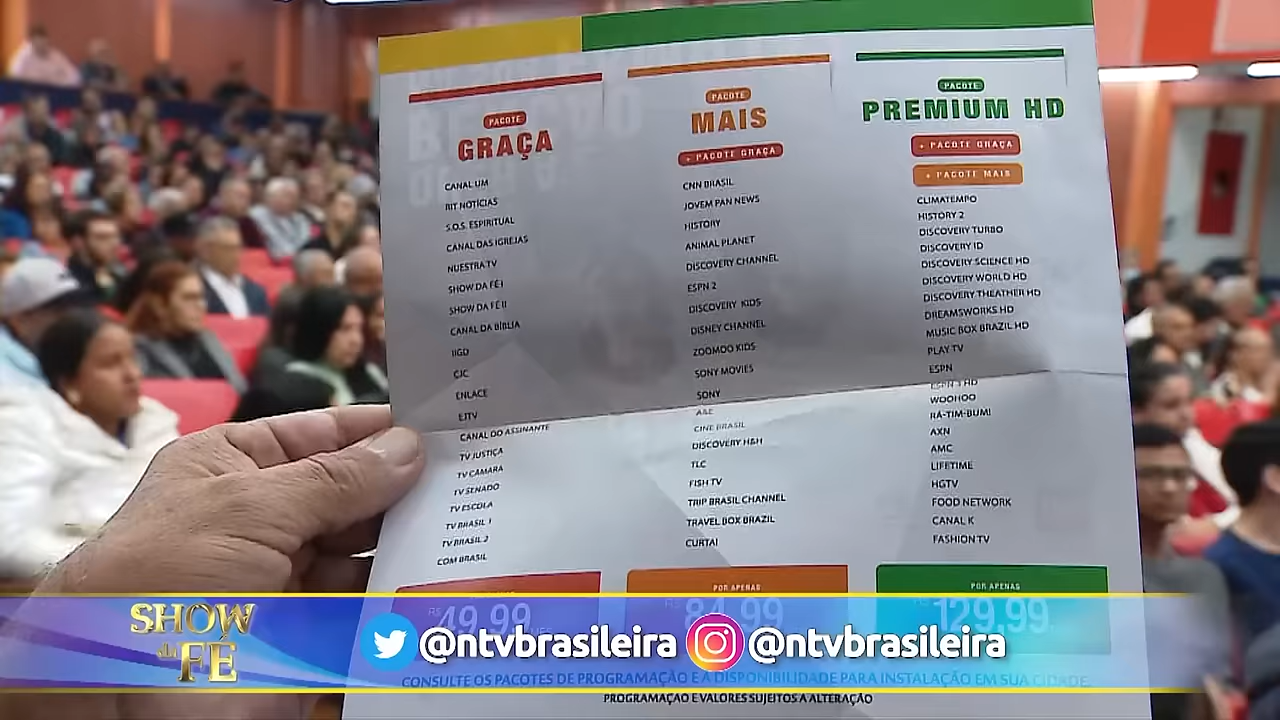 PACOTE
GRAÇA
CANAL UM
RIT NOTÍCIAS
S.O.S. ESPIRITUAL
CANAL DAS IGREJAS
NUESTRA TV
SHOW DA FÉ I
SHOW DA FÉ II
CANAL DA BÍBLIA
IIGD
CJC
ENLACE
EJTV
CANAL DO ASSINANTE
TV JUSTIÇA
TV CÂMARA
TV SENADO
TV ESCOLA
TV BRASIL 1
TV BRASIL 2
COM BRASIL
R$ 49,99
PACOTE
MAIS
+ PACOTE GRAÇA
CNN BRASIL
JOVEM PAN NEWS
HISTORY
ANIMAL PLANET
DISCOVERY CHANNEL
ESPN 2
DISCOVERY KIDS
DISNEY CHANNEL
ZOOMOO KIDS
SONY MOVIES
SONY
A&E
CINE BRASIL
DISCOVERY H&H
TLC
FISH TV
TRIP BRASIL CHANNEL
TRAVEL BOX BRAZIL
CURTA!
POR APENAS
R$ 84,99
PACOTE
PREMIUM HD
+ PACOTE GRAÇA
+ PACOTE MAIS
CLIMATEMPO
HISTORY 2
DISCOVERY TURBO
DISCOVERY ID
DISCOVERY SCIENCE HD
DISCOVERY WORLD HD
DISCOVERY THEATHER HD
DREAMSWORKS HD
MUSIC BOX BRAZIL HD
PLAY TV
ESPN
ESPN 3 HD
WOOHOO
RÁ-TIM-BUM!
AXN
AMC
LIFETIME
HGTV
FOOD NETWORK
CANAL K
FASHION TV
POR APENAS
129,99
SHOW da FÉ
@ntvbrasileira @ntvbrasileira
CONSULTE OS PACOTES DE PROGRAMAÇÃO E A DISPONIBILIDADE PARA INSTALAÇÃO EM SUA CIDADE.
PROGRAMAÇÃO E VALORES SUJEITOS A ALTERAÇÃO